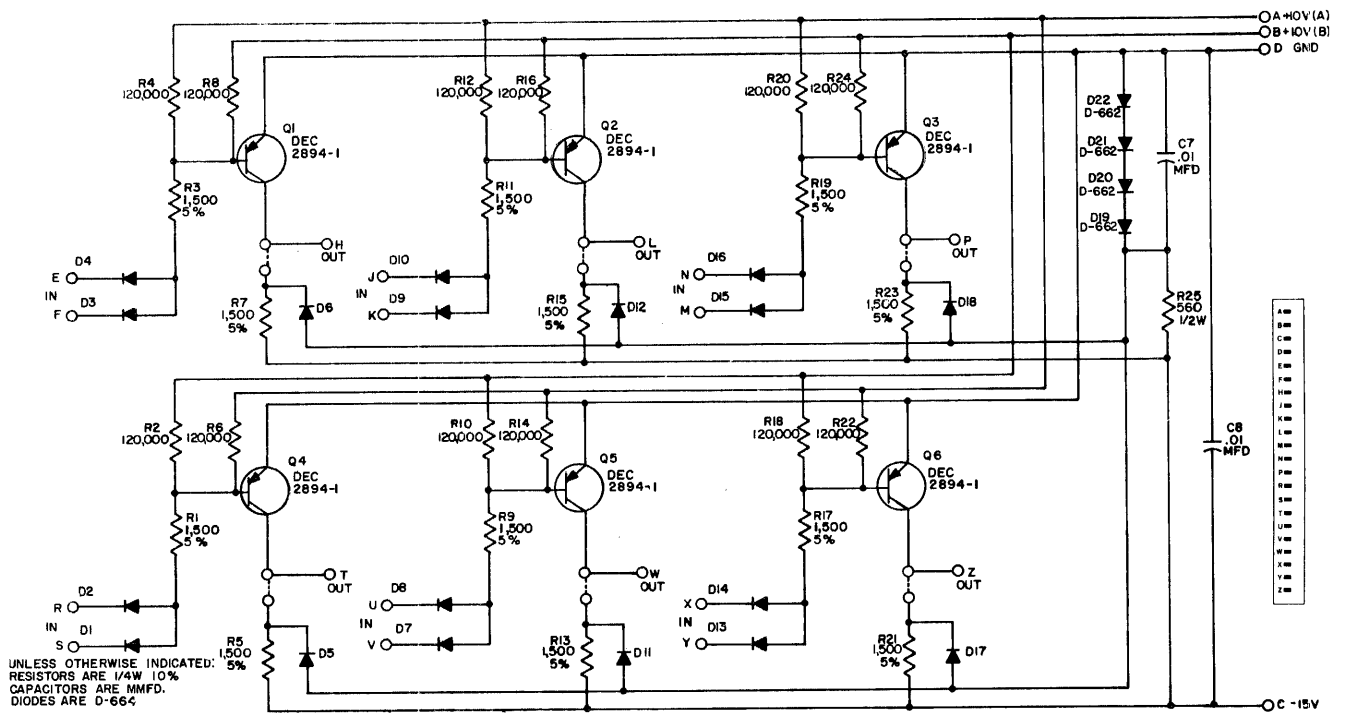 A+10V(A)
B+10V(B)
D GND
R4
120,000
R8
120,000
R12
120,000
R16
120,000
R20
120,000
R24
120,000
Q1
DEC
2894-1
Q2
DEC
2894-1
Q3
DEC
2894-1
D22
D-662
D21
D-662
D20
D-662
D19
D-662
C7
.01
MFD
R3
1,500
5%
R11
1,500
5%
R19
1,500
5%
H
OUT
L
OUT
P
OUT
E
D4
IN
F
D3
J
D10
IN
K
D9
N
D16
IN
M
D15
R7
1,500
5%
D6
R15
1,500
5%
D12
R23
1,500
5%
D18
R25
560
1/2W
R2
120,000
R6
120,000
R10
120,000
R14
120,000
R18
120,000
R22
120,000
Q4
DEC
2894-1
Q5
DEC
2894-1
Q6
DEC
2894-1
C8
.01
MFD
R1
1,500
5%
R9
1,500
5%
R17
1,500
5%
T
OUT
W
OUT
Z
OUT
R
D2
IN
S
D1
U
D8
IN
V
D7
X
D14
IN
Y
D13
R5
1,500
5%
D5
R13
1,500
5%
D11
R21
1,500
5%
D17
C -15V
UNLESS OTHERWISE INDICATED:
RESISTORS ARE 1/4W 10%
CAPACITORS ARE MMFD.
DIODES ARE D-664
A
B
C
D
E
F
H
J
K
L
M
N
P
R
S
T
U
V
W
X
Y
Z